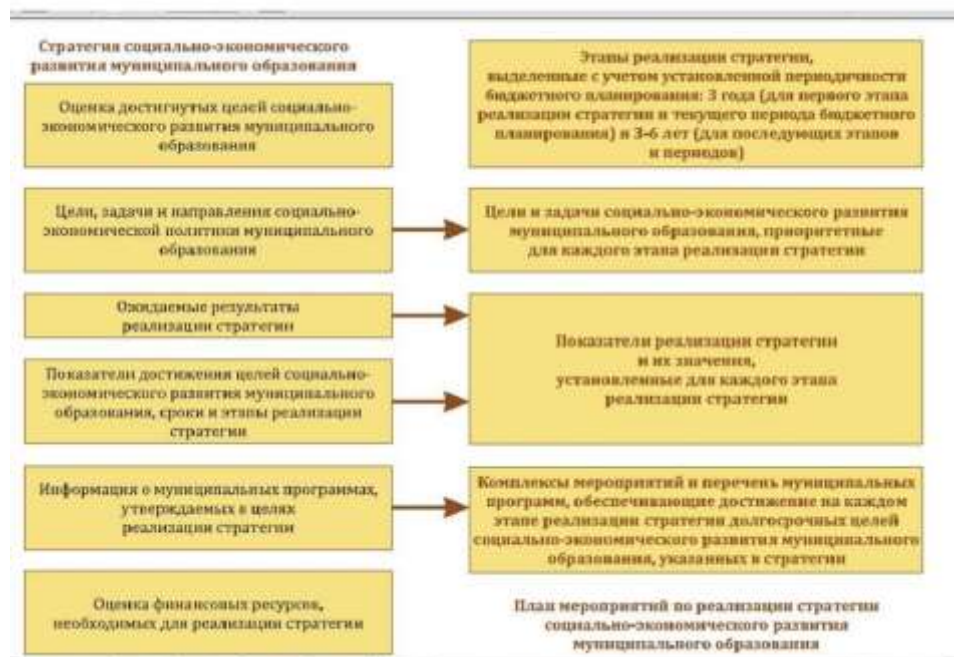 Стратегия социально-экономического
развития муниципального образования
Оценка достигнутых целей социально-
экономического развития муниципального
образования
Цели, задачи и направления социально-
экономической политики муниципального
образования
Ожидаемые результаты
реализации стратегии
Показатели достижения целей социально-
экономического развития муниципального
образования, сроки и этапы реализации
стратегии
Информация о муниципальных программах,
утверждаемых в целях
реализации стратегии
Оценка финансовых ресурсов,
необходимых для реализации стратегии
Этапы реализации стратегии,
выделенные с учетом установленной периодичности
бюджетного планирования: 3 года (для первого этапа
реализации стратегии и текущего периода бюджетного
планирования) и 3-6 лет (для последующих этапов
и периодов)
Цели и задачи социально-экономического развития
муниципального образования, приоритетные
для каждого этапа реализации стратегии
Показатели реализации стратегии
и их значения,
установленные для каждого этапа
реализации стратегии
Комплексы мероприятий и перечень муниципальных
программ, обеспечивающие достижение на каждом
этапе реализации стратегии долгосрочных целей
социально-экономического развития муниципального
образования, указанных в стратегии
План мероприятий по реализации стратегии
социально-экономического развития
муниципального образования